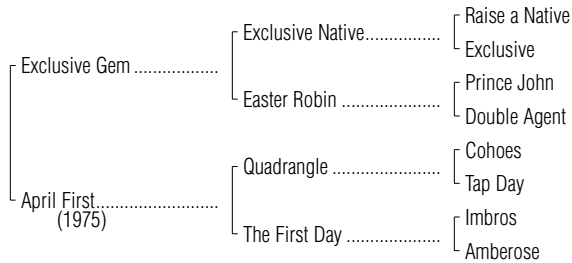 Raise a Native
Exclusive Native..................
Exclusive
Exclusive Gem ....................
Prince John
Easter Robin ........................
Double Agent
Cohoes
Quadrangle ..........................
Tap Day
April First.............................
(1975)
Imbros
The First Day .......................
Amberose